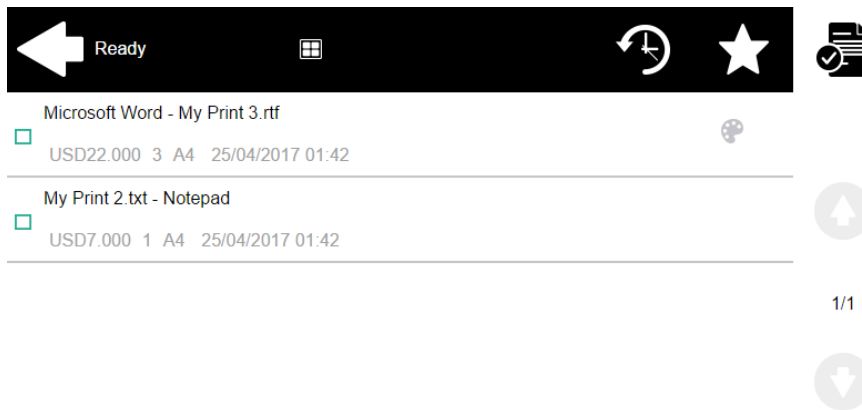 Ready
Microsoft Word - My Print 3.rtf
USD22.000 3 A4 25/04/2017 01:42
My Print 2.txt - Notepad
USD7.000 1 A4 25/04/2017 01:42
1/1